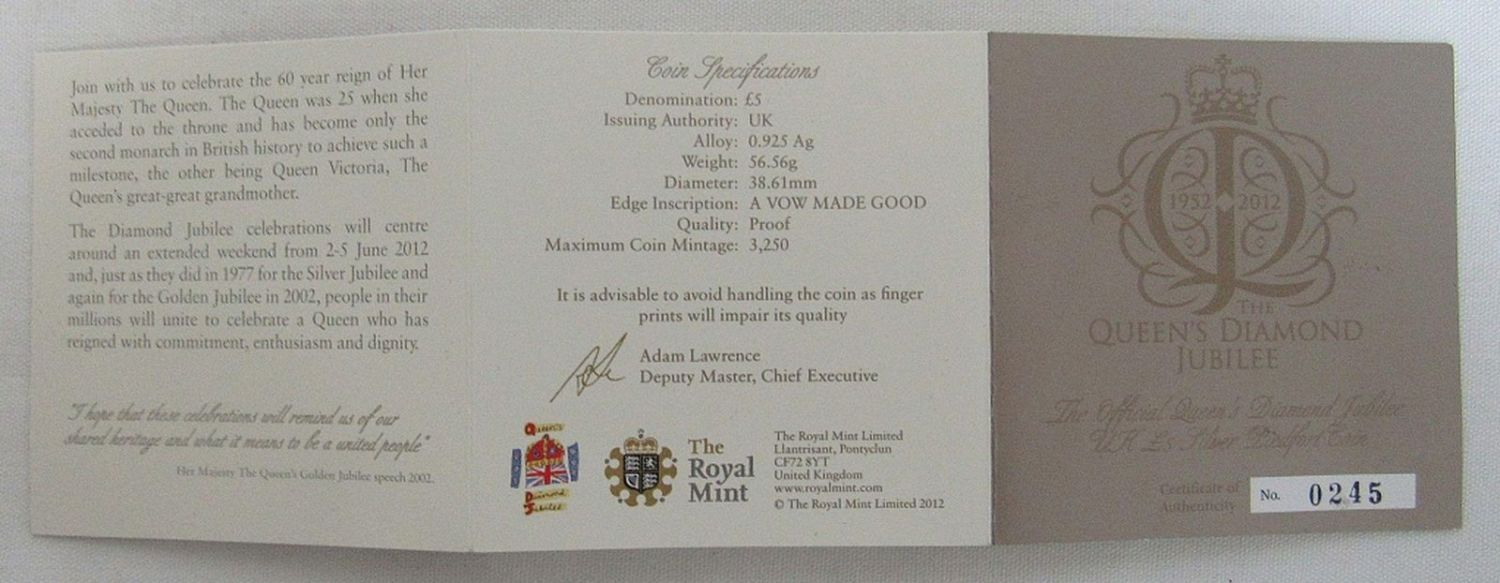 Join with us to celebrate the 60 year reign of Her
Majesty The Queen. The Queen was 25 when she
acceded to the throne and has become only the
second monarch in British history to achieve such a
milestone, the other being Queen Victoria, The
Queen's great-great grandmother.
The Diamond Jubilee celebrations will centre
around an extended weekend from 2-5 June 2012
and, just as they did in 1977 for the Silver Jubilee and
again for the Golden Jubilee in 2002, people in their
millions will unite to celebrate a Queen who has
reigned with commitment, enthusiasm and dignity.
"I hope that these celebrations will remind us of our
shared heritage and what it means to be a united people"
Her Majesty The Queen's Golden Jubilee speech 2002.
Coin Specifications
Denomination: £5
Issuing Authority: UK
Alloy: 0.925 Ag
Weight: 56.56g
Diameter: 38.61mm
Edge Inscription: A VOW MADE GOOD
Quality: Proof
Maximum Coin Mintage: 3,250
It is advisable to avoid handling the coin as finger
prints will impair its quality
Adam Lawrence
Deputy Master, Chief Executive
Queen's
Diamond
Jubilee
The
Royal
Mint
The Royal Mint Limited
Llantrisant, Pontyclun
CF72 8YT
United Kingdom
www.royalmint.com
© The Royal Mint Limited 2012
1952 2012
THE
QUEEN'S DIAMOND
JUBILEE
The Official Queen's Diamond Jubilee
UK £5 Silver Piedfort Coin
Certificate of
Authenticity
No. 0245